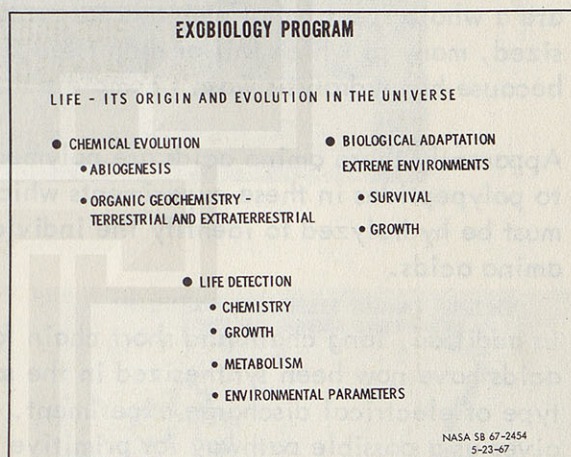 EXOBIOLOGY PROGRAM
LIFE - ITS ORIGIN AND EVOLUTION IN THE UNIVERSE
● CHEMICAL EVOLUTION
• ABIOGENESIS
• ORGANIC GEOCHEMISTRY -
TERRESTRIAL AND EXTRATERRESTRIAL
● BIOLOGICAL ADAPTATION
EXTREME ENVIRONMENTS
• SURVIVAL
• GROWTH
● LIFE DETECTION
• CHEMISTRY
• GROWTH
• METABOLISM
• ENVIRONMENTAL PARAMETERS
NASA SB 67-2454
5-23-67